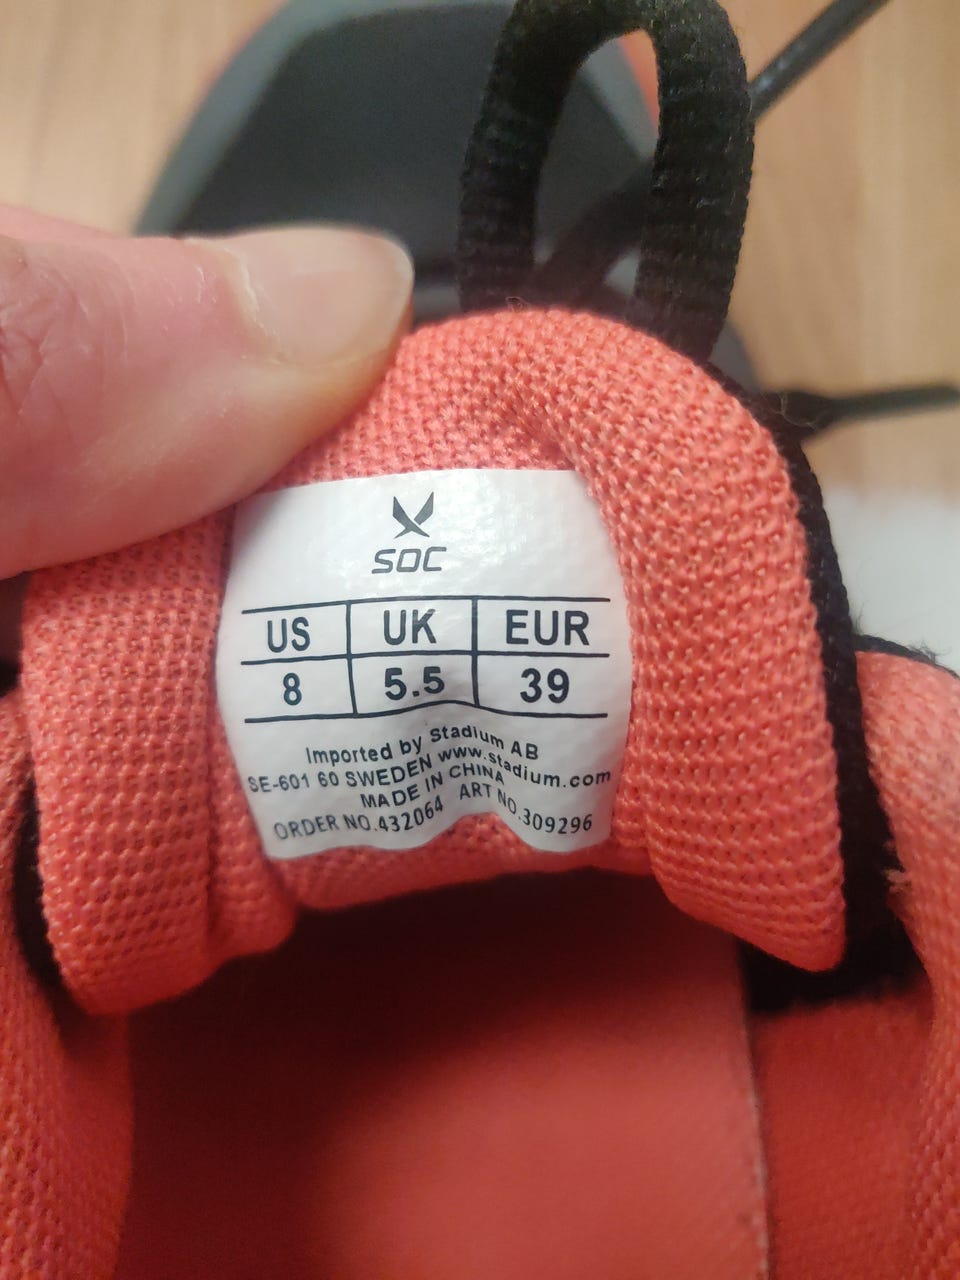 SOC
US UK EUR
8 5.5 39
Imported by Stadium AB
SE-601 60 SWEDEN www.stadium.com
MADE IN CHINA
ORDER NO.432064 ART NO.309296